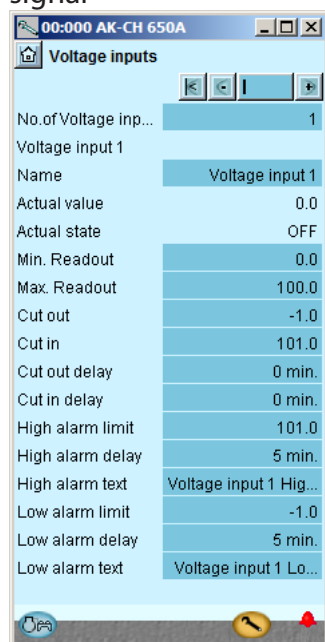 signal
00:000 AK-CH 650A
Voltage inputs
No.of Voltage inp... 1
Voltage input 1
Name Voltage input 1
Actual value 0.0
Actual state OFF
Min. Readout 0.0
Max. Readout 100.0
Cut out -1.0
Cut in 101.0
Cut out delay 0 min.
Cut in delay 0 min.
High alarm limit 101.0
High alarm delay 5 min.
High alarm text Voltage input 1 Hig...
Low alarm limit -1.0
Low alarm delay 5 min.
Low alarm text Voltage input 1 Lo...